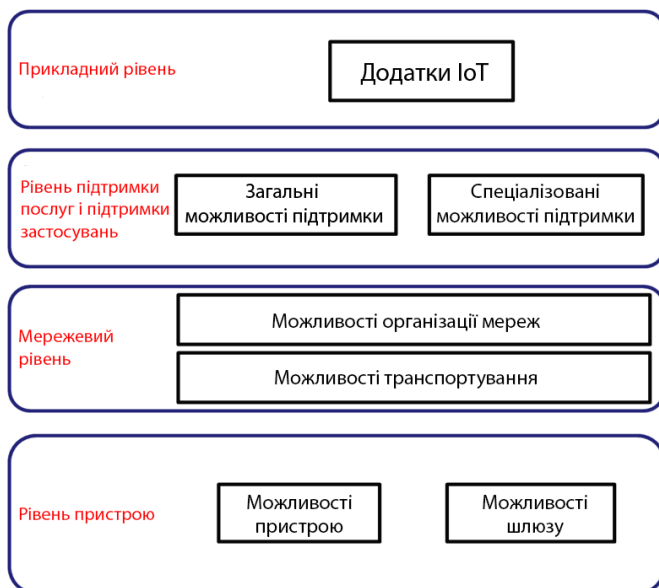 Прикладний рівень
Додатки IoT
Рівень підтримки
послуг і підтримки
застосувань
Загальні
можливості підтримки
Спеціалізовані
можливості підтримки
Мережевий
рівень
Можливості організації мереж
Можливості транспортування
Рівень пристрою
Можливості
пристрою
Можливості
шлюзу